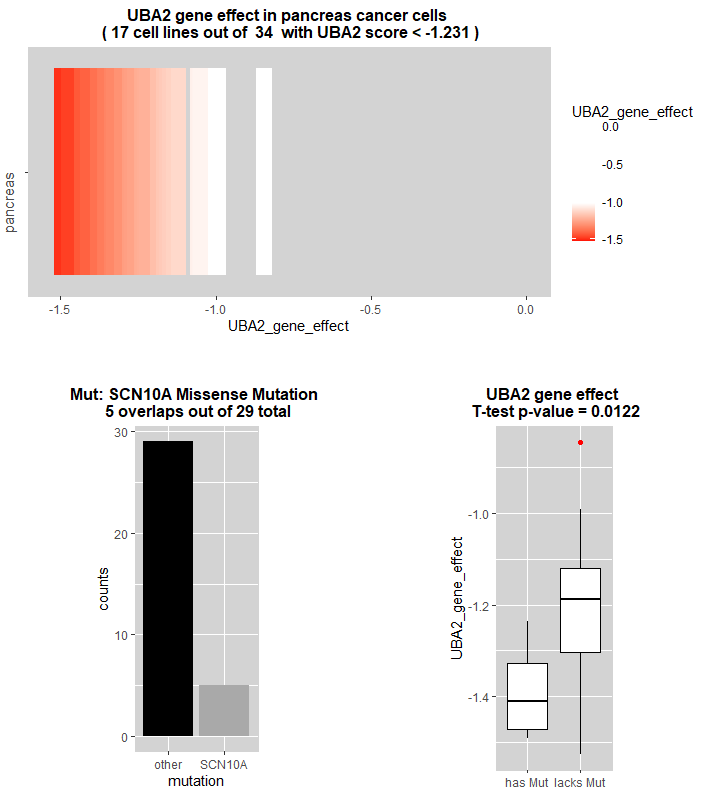 UBA2 gene effect in pancreas cancer cells
( 17 cell lines out of  34  with UBA2 score < -1.231 )
pancreas
-1.5
-1.0
-0.5
0.0
UBA2_gene_effect
UBA2_gene_effect
0.0
-0.5
-1.0
-1.5
Mut: SCN10A Missense Mutation
5 overlaps out of 29 total
counts
30
20
10
0
other
SCN10A
mutation
UBA2 gene effect
T-test p-value = 0.0122
UBA2_gene_effect
-1.0
-1.2
-1.4
has Mut
lacks Mut